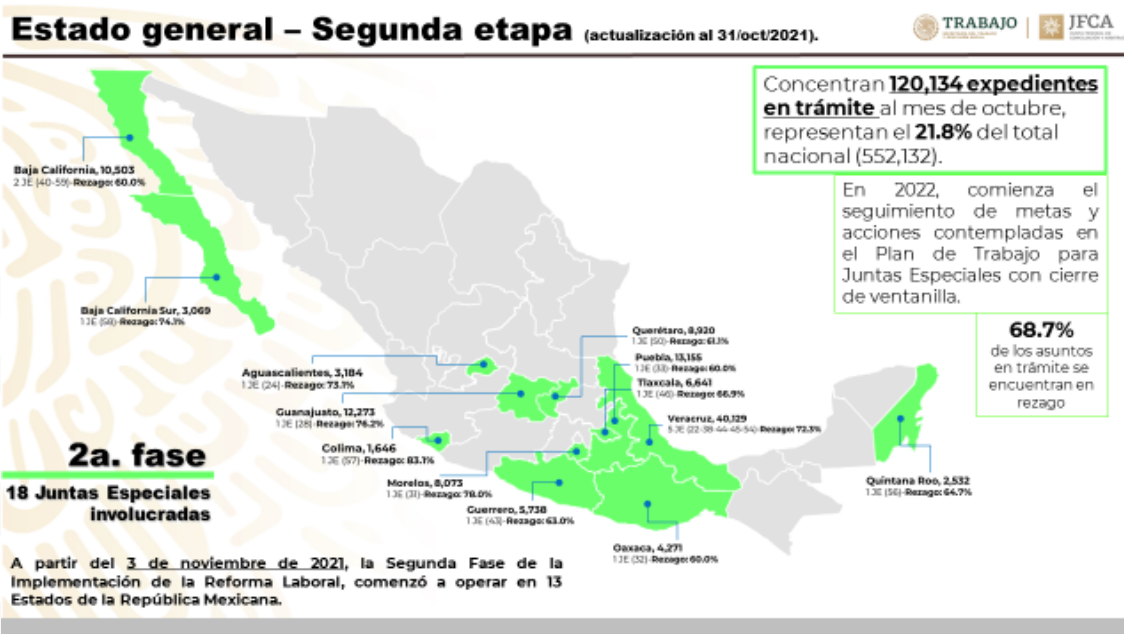 Estado general – Segunda etapa (actualización al 31/oct/2021).
TRABAJO
JFCA
Concentran 120,134 expedientes
en trámite al mes de octubre,
representan el 21.8% del total
nacional (552,132).
En 2022, comienza el
seguimiento de metas y
acciones contempladas en
el Plan de Trabajo para
Juntas Especiales con cierre
de ventanilla.
68.7%
de los asuntos
en trámite se
encuentran en
rezago
Baja California, 10,503
2 JE (40-59)-Rezago: 60.0%
Baja California Sur, 3,069
1 JE (58)-Rezago: 74.1%
Querétaro, 8,920
1 JE (50)-Rezago: 61.1%
Puebla, 13,155
1 JE (33)-Rezago: 60.0%
Tlaxcala, 6,641
1 JE (46)-Rezago: 66.9%
Veracruz, 40,129
5 JE (22-38-44-45-54)-Rezago: 72.3%
Aguascalientes, 3,184
1 JE (24)-Rezago: 73.1%
Guanajuato, 12,273
1 JE (28)-Rezago: 76.2%
Colima, 1,646
1 JE (57)-Rezago: 83.1%
Morelos, 8,073
1 JE (31)-Rezago: 78.0%
Guerrero, 5,738
1 JE (43)-Rezago: 63.0%
Oaxaca, 4,271
1 JE (32)-Rezago: 60.0%
Quintana Roo, 2,532
1 JE (56)-Rezago: 64.7%
2a. fase
18 Juntas Especiales
involucradas
A partir del 3 de noviembre de 2021, la Segunda Fase de la
Implementación de la Reforma Laboral, comenzó a operar en 13
Estados de la República Mexicana.